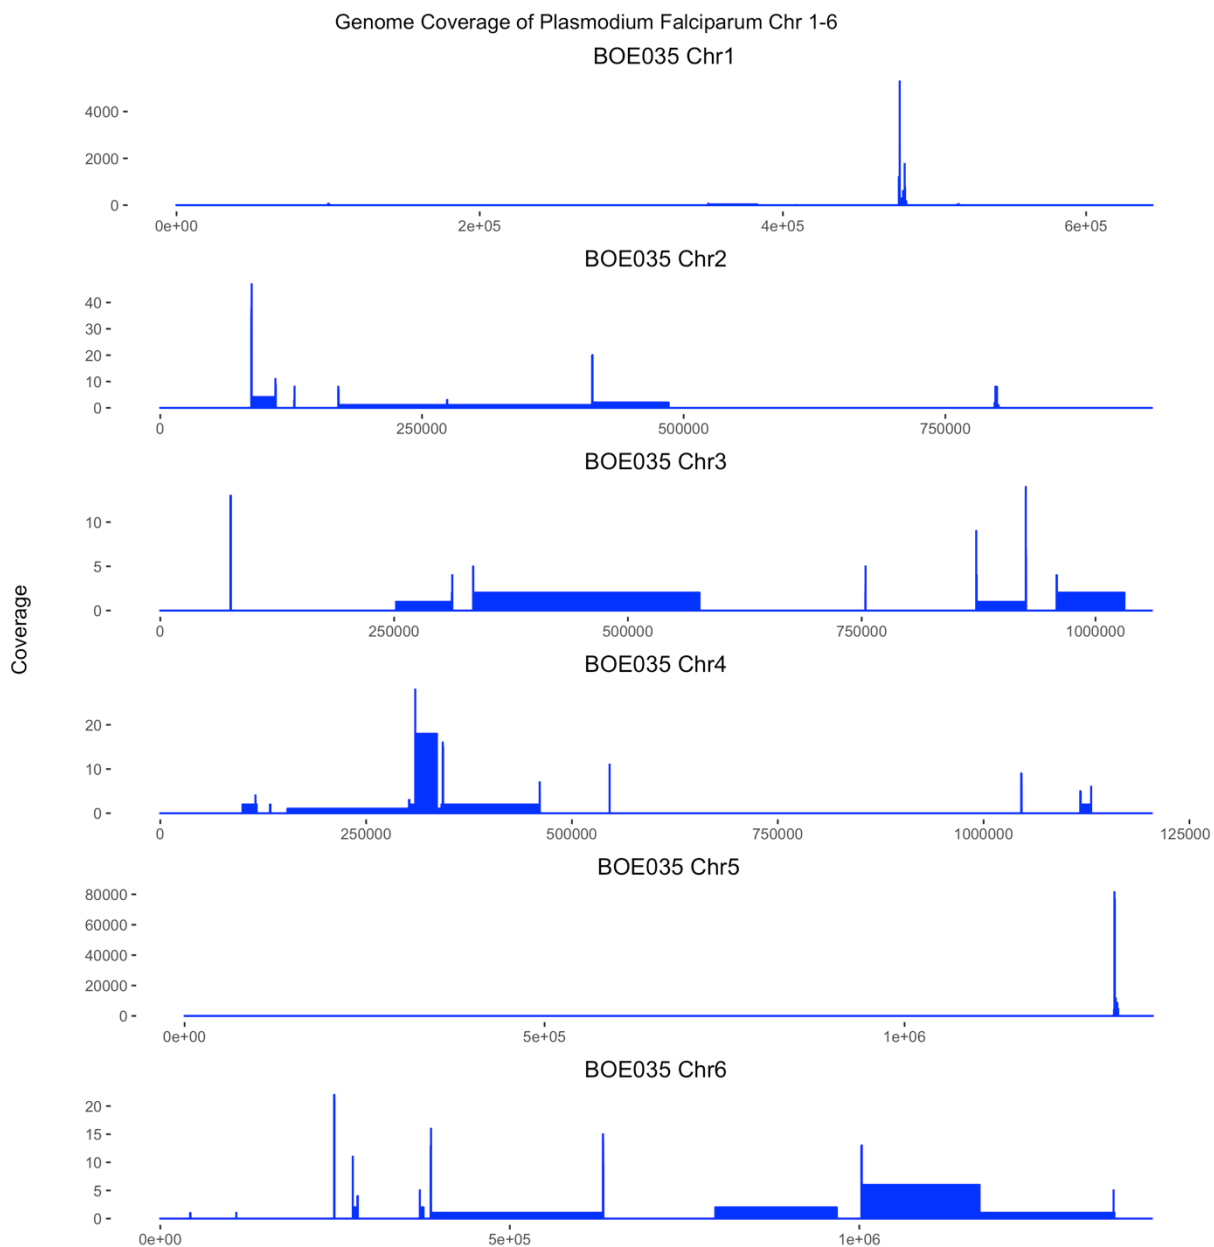 Genome Coverage of Plasmodium Falciparum Chr 1-6
BOE035 Chr1
4000
2000
0
0e+00 2e+05 4e+05 6e+05
BOE035 Chr2
40
30
20
10
0
0 250000 500000 750000
BOE035 Chr3
10
5
0
0 250000 500000 750000 1000000
Coverage
BOE035 Chr4
20
10
0
0 250000 500000 750000 1000000 125000
BOE035 Chr5
80000
60000
40000
20000
0
0e+00 5e+05 1e+06
BOE035 Chr6
20
15
10
5
0
0e+00 5e+05 1e+06